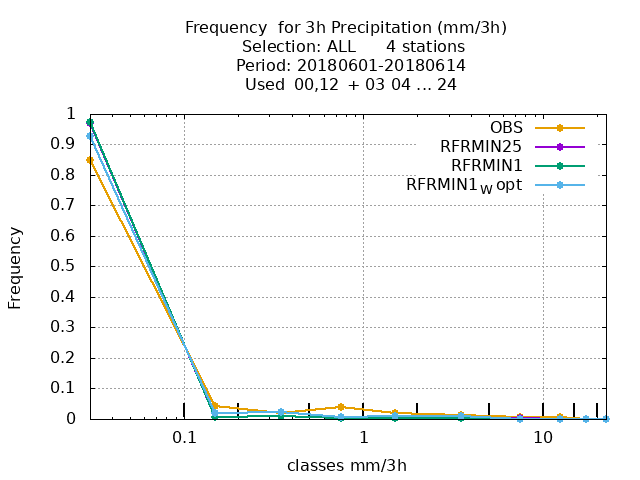 Frequency for 3h Precipitation (mm/3h)
Selection: ALL 4 stations
Period: 20180601-20180614
Used 00,12 + 03 04 ... 24
OBS
RFRMIN25
RFRMIN1
RFRMIN1w opt
1
0.9
0.8
0.7
0.6
0.5
0.4
0.3
0.2
0.1
0
Frequency
0.1 1 10
classes mm/3h